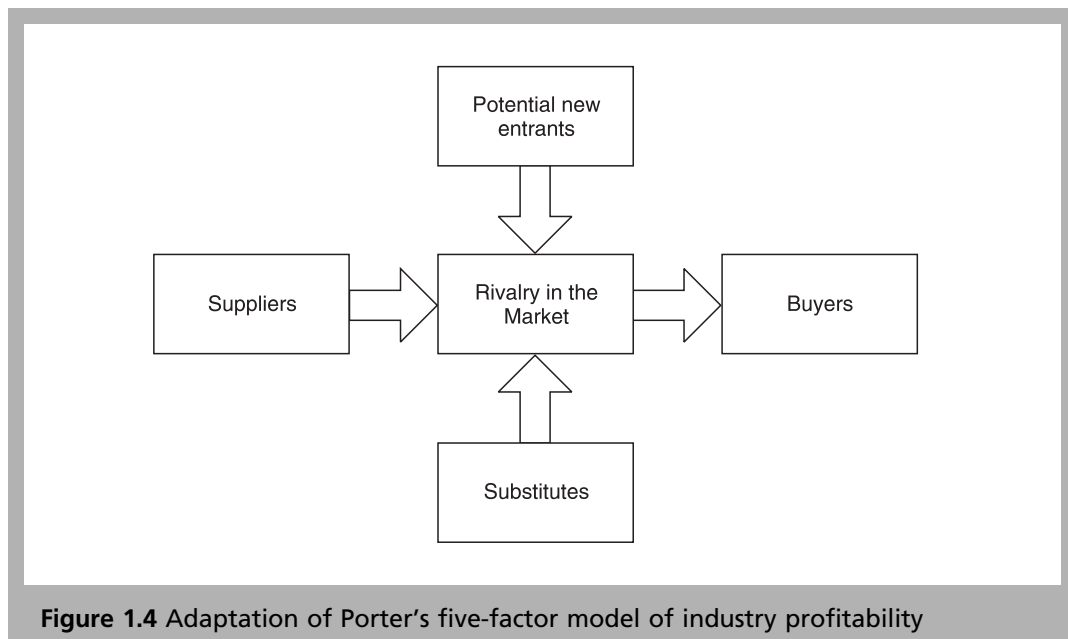 Potential new
entrants
Suppliers
Rivalry in the
Market
Buyers
Substitutes
Figure 1.4 Adaptation of Porter’s five-factor model of industry profitability